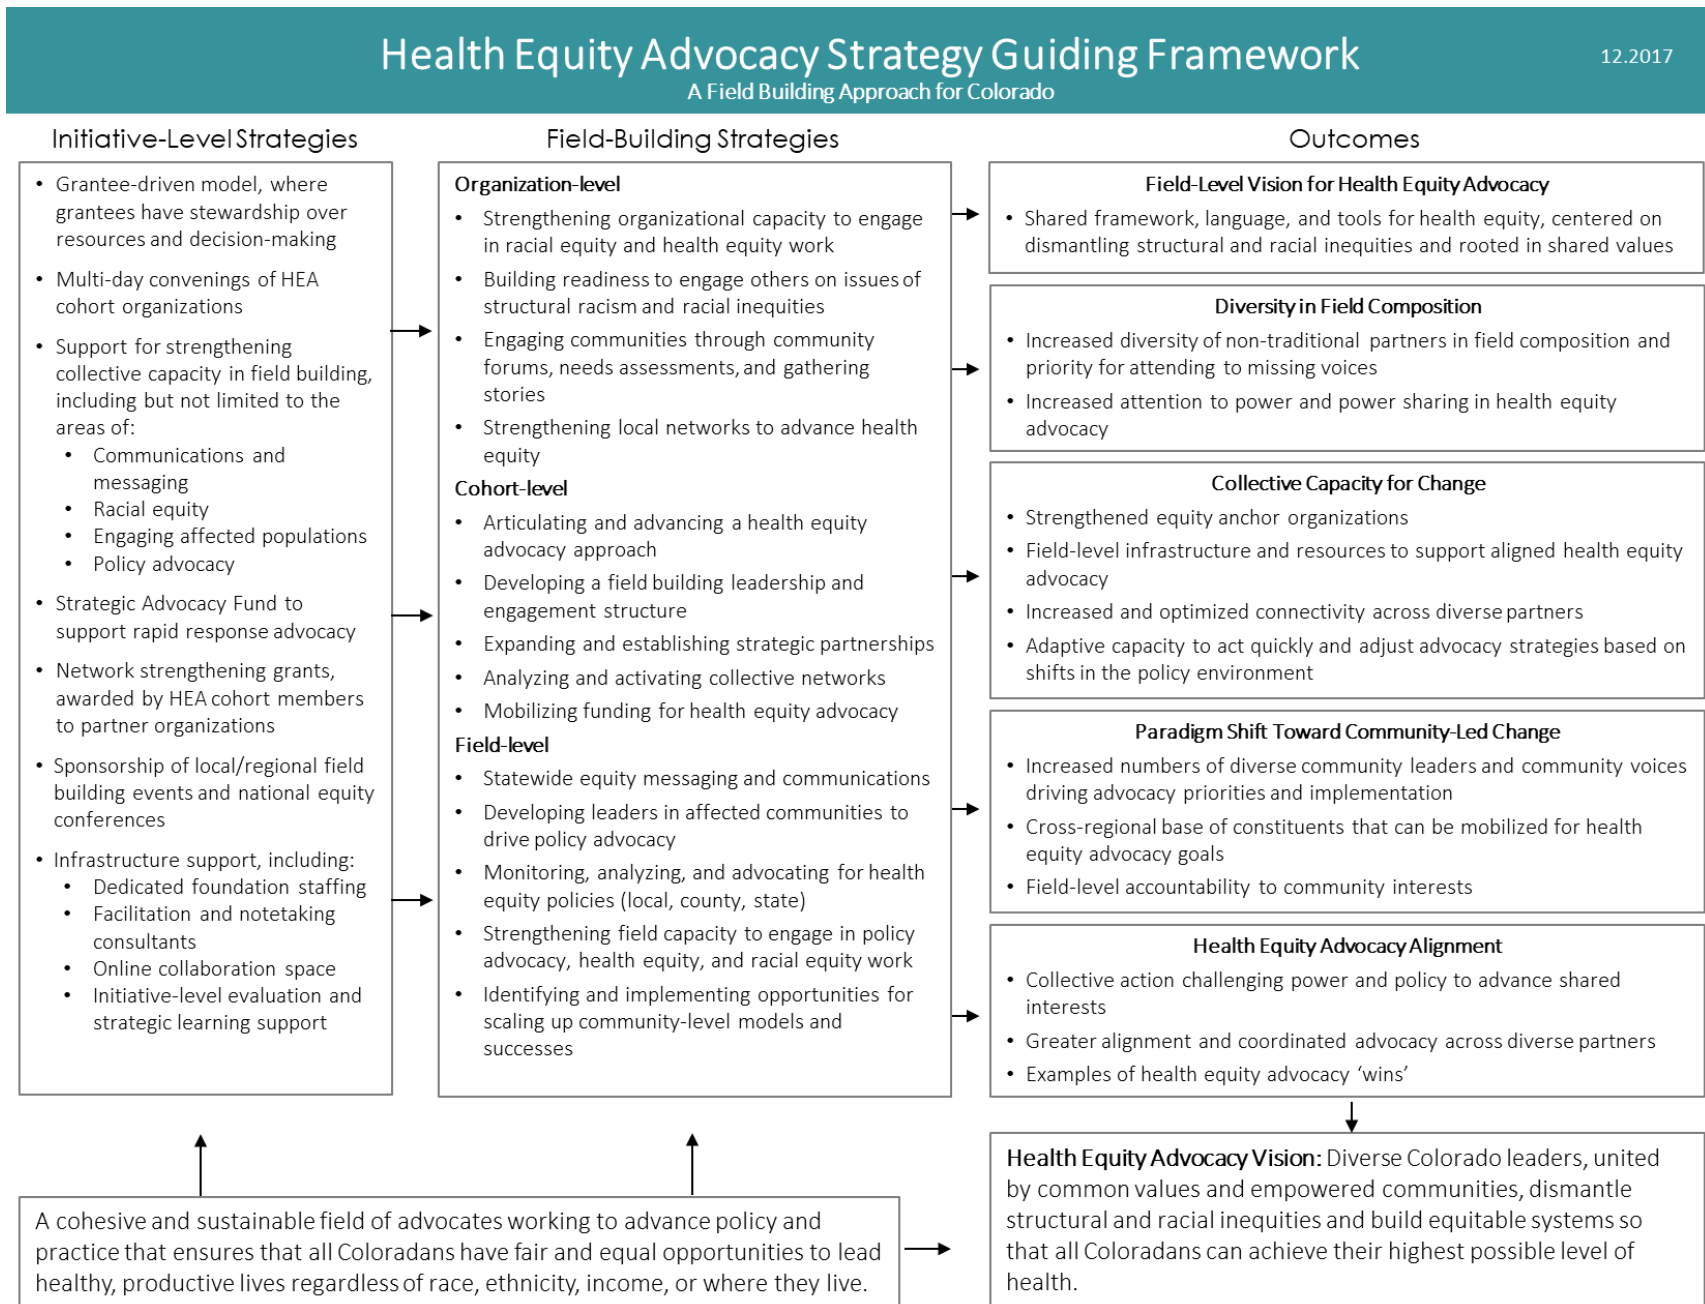 Health Equity Advocacy Strategy Guiding Framework
12.2017
A Field Building Approach for Colorado
Initiative-Level Strategies
• Grantee-driven model, where
grantees have stewardship over
resources and decision-making
• Multi-day convenings of HEA
cohort organizations
• Support for strengthening
collective capacity in field building,
including but not limited to the
areas of:
• Communications and
messaging
• Racial equity
• Engaging affected populations
• Policy advocacy
• Strategic Advocacy Fund to
support rapid response advocacy
• Network strengthening grants,
awarded by HEA cohort members
to partner organizations
• Sponsorship of local/regional field
building events and national equity
conferences
• Infrastructure support, including:
• Dedicated foundation staffing
• Facilitation and notetaking
consultants
• Online collaboration space
• Initiative-level evaluation and
strategic learning support
Field-Building Strategies
Organization-level
• Strengthening organizational capacity to engage
in racial equity and health equity work
• Building readiness to engage others on issues of
structural racism and racial inequities
• Engaging communities through community
forums, needs assessments, and gathering
stories
• Strengthening local networks to advance health
equity
Cohort-level
• Articulating and advancing a health equity
advocacy approach
• Developing a field building leadership and
engagement structure
• Expanding and establishing strategic partnerships
• Analyzing and activating collective networks
• Mobilizing funding for health equity advocacy
Field-level
• Statewide equity messaging and communications
• Developing leaders in affected communities to
drive policy advocacy
• Monitoring, analyzing, and advocating for health
equity policies (local, county, state)
• Strengthening field capacity to engage in policy
advocacy, health equity, and racial equity work
• Identifying and implementing opportunities for
scaling up community-level models and
successes
Outcomes
Field-Level Vision for Health Equity Advocacy
• Shared framework, language, and tools for health equity, centered on
dismantling structural and racial inequities and rooted in shared values
Diversity in Field Composition
• Increased diversity of non-traditional partners in field composition and
priority for attending to missing voices
• Increased attention to power and power sharing in health equity
advocacy
Collective Capacity for Change
• Strengthened equity anchor organizations
• Field-level infrastructure and resources to support aligned health equity
advocacy
• Increased and optimized connectivity across diverse partners
• Adaptive capacity to act quickly and adjust advocacy strategies based on
shifts in the policy environment
Paradigm Shift Toward Community-Led Change
• Increased numbers of diverse community leaders and community voices
driving advocacy priorities and implementation
• Cross-regional base of constituents that can be mobilized for health
equity advocacy goals
• Field-level accountability to community interests
Health Equity Advocacy Alignment
• Collective action challenging power and policy to advance shared
interests
• Greater alignment and coordinated advocacy across diverse partners
• Examples of health equity advocacy ‘wins’
A cohesive and sustainable field of advocates working to advance policy and
practice that ensures that all Coloradans have fair and equal opportunities to lead
healthy, productive lives regardless of race, ethnicity, income, or where they live.
Health Equity Advocacy Vision: Diverse Colorado leaders, united
by common values and empowered communities, dismantle
structural and racial inequities and build equitable systems so
that all Coloradans can achieve their highest possible level of
health.